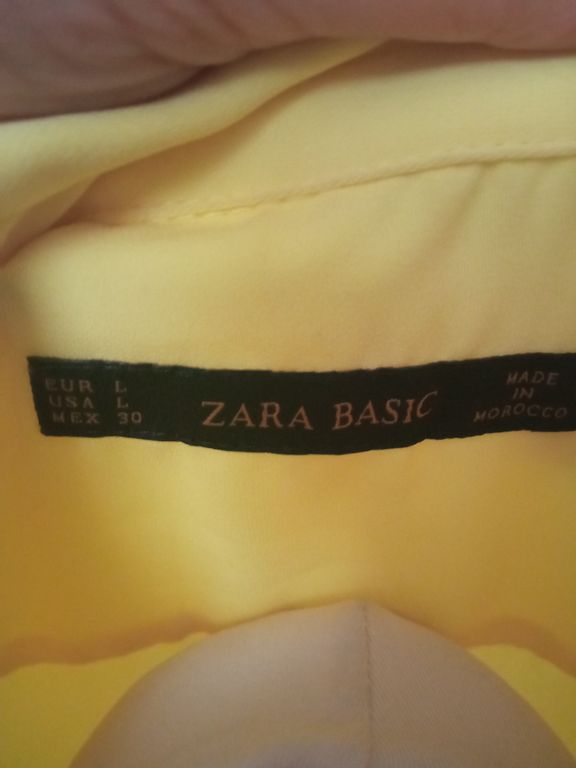 EUR L
USA L
MEX 30
ZARA BASIC
MADE
IN
MOROCCO